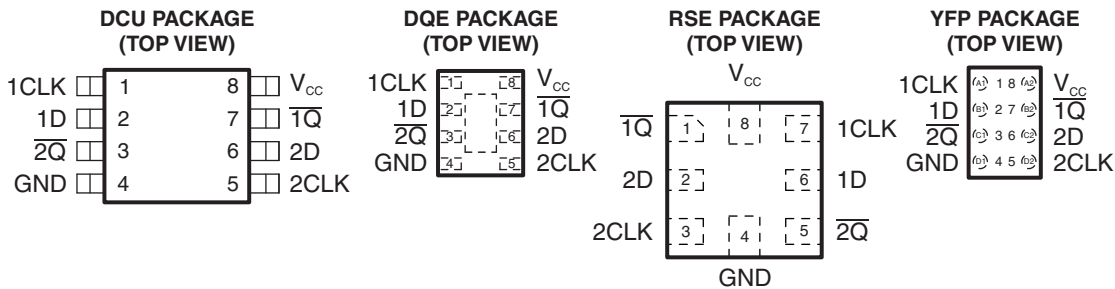 DCU PACKAGE
(TOP VIEW)
1CLK 1 8 V_CC
1D 2 7 1Q̅
2Q̅ 3 6 2D
GND 4 5 2CLK
DQE PACKAGE
(TOP VIEW)
1CLK 1 8 V_CC
1D 2 7 1Q̅
2Q̅ 3 6 2D
GND 4 5 2CLK
RSE PACKAGE
(TOP VIEW)
V_CC
1Q̅ 1 8 7 1CLK
2D 2 6 1D
2CLK 3 4 5 2Q̅
GND
YFP PACKAGE
(TOP VIEW)
1CLK A1 1 8 A2 V_CC
1D B1 2 7 B2 1Q̅
2Q̅ C1 3 6 C2 2D
GND D1 4 5 D2 2CLK